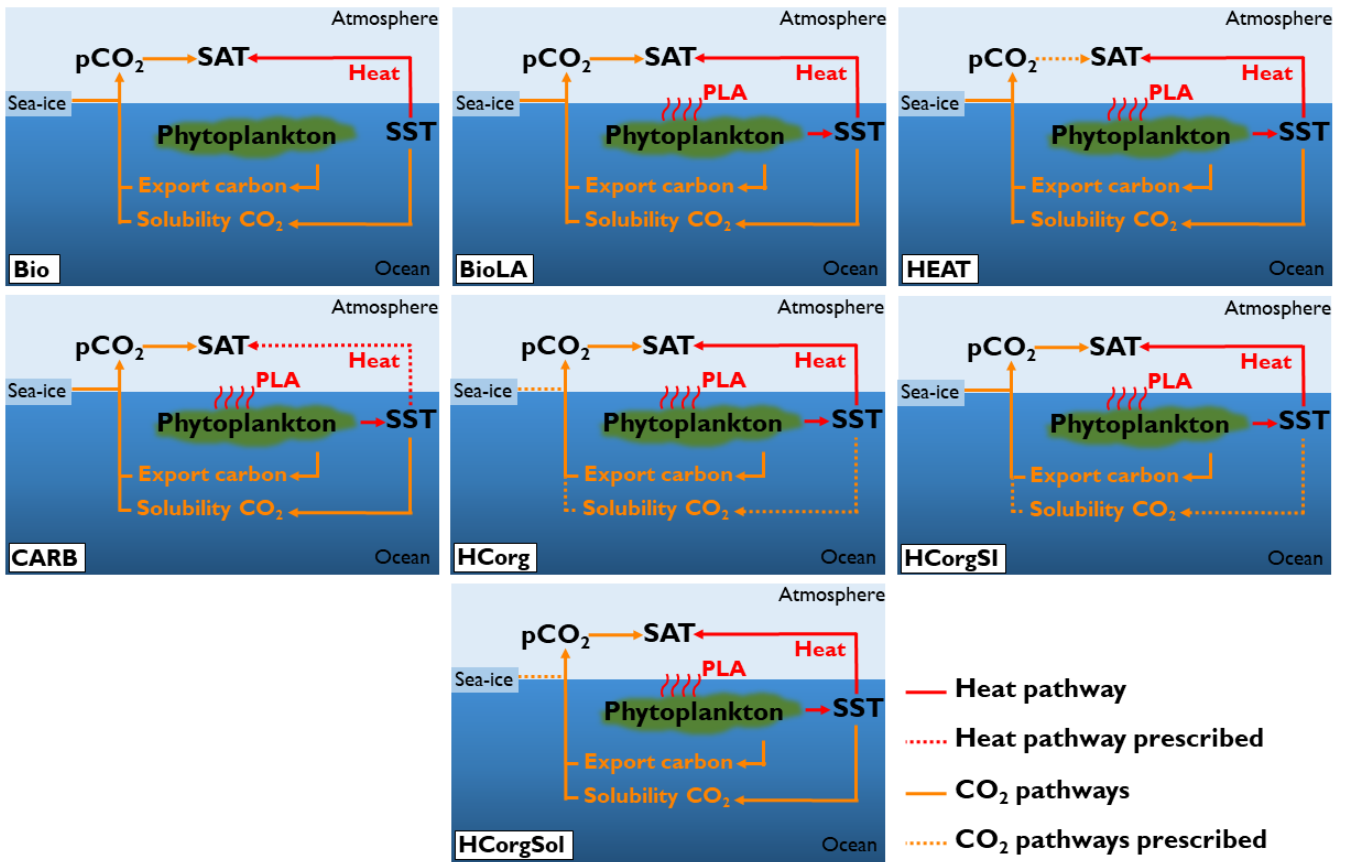 Atmosphere
pCO₂ SAT
Heat
Sea-ice PLA
Phytoplankton SST
Export carbon
Solubility CO₂
Bio Ocean
Atmosphere
pCO₂ SAT
Heat
Sea-ice PLA
Phytoplankton SST
Export carbon
Solubility CO₂
BioLA Ocean
Atmosphere
pCO₂ SAT
Heat
Sea-ice PLA
Phytoplankton SST
Export carbon
Solubility CO₂
HEAT Ocean
Atmosphere
pCO₂ SAT
Heat
Sea-ice PLA
Phytoplankton SST
Export carbon
Solubility CO₂
CARB Ocean
Atmosphere
pCO₂ SAT
Heat
Sea-ice PLA
Phytoplankton SST
Export carbon
Solubility CO₂
HCorg Ocean
Atmosphere
pCO₂ SAT
Heat
Sea-ice PLA
Phytoplankton SST
Export carbon
Solubility CO₂
HCorgSI Ocean
Atmosphere
pCO₂ SAT
Heat
Sea-ice PLA
Phytoplankton SST
Export carbon
Solubility CO₂
HCorgSol Ocean
Heat pathway
Heat pathway prescribed
CO₂ pathways
CO₂ pathways prescribed